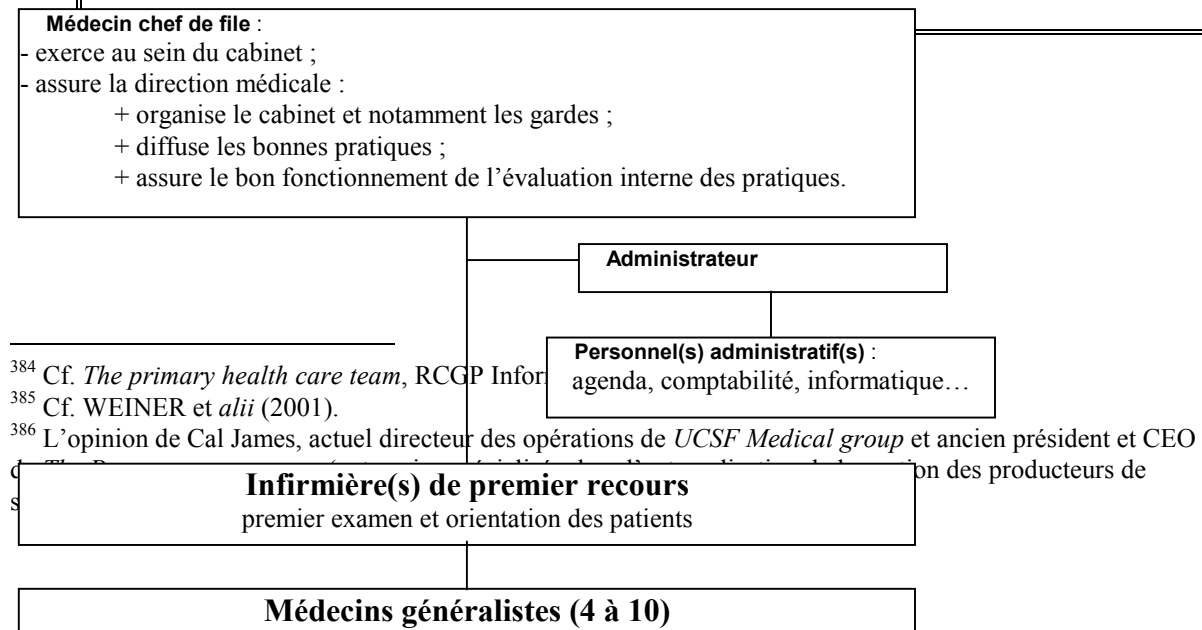 Médecin chef de file :
- exerce au sein du cabinet ;
- assure la direction médicale :
+ organise le cabinet et notamment les gardes ;
+ diffuse les bonnes pratiques ;
+ assure le bon fonctionnement de l’évaluation interne des pratiques.
Administrateur
Personnel(s) administratif(s) :
agenda, comptabilité, informatique…
384 Cf. The primary health care team, RCGP
385 Cf. WEINER et alii (2001).
386 L’opinion de Cal James, actuel directeur des opérations de UCSF Medical group et ancien président et CEO
des producteurs de
Infirmière(s) de premier recours
premier examen et orientation des patients
Médecins généralistes (4 à 10)